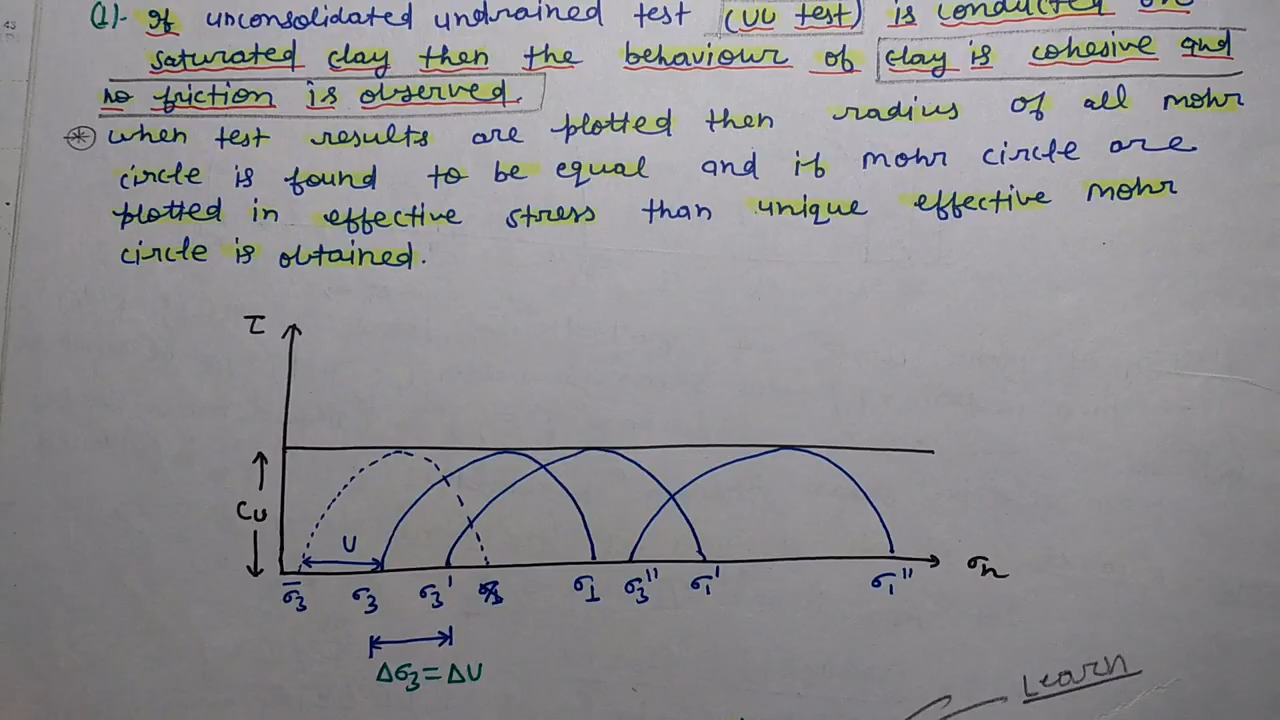 (1). If unconsolidated undrained test (UU test) is conducted on
saturated clay then the behaviour of clay is cohesive and
no friction is observed.
* when test results are plotted then radius of all mohr
circle is found to be equal and if mohr circle are
plotted in effective stress than unique effective mohr
circle is obtained.
τ
Cu
U
σ̄3 σ3 σ3' σ1 σ3'' σ1' σ1'' σn
Δσ3 = ΔU
Learn